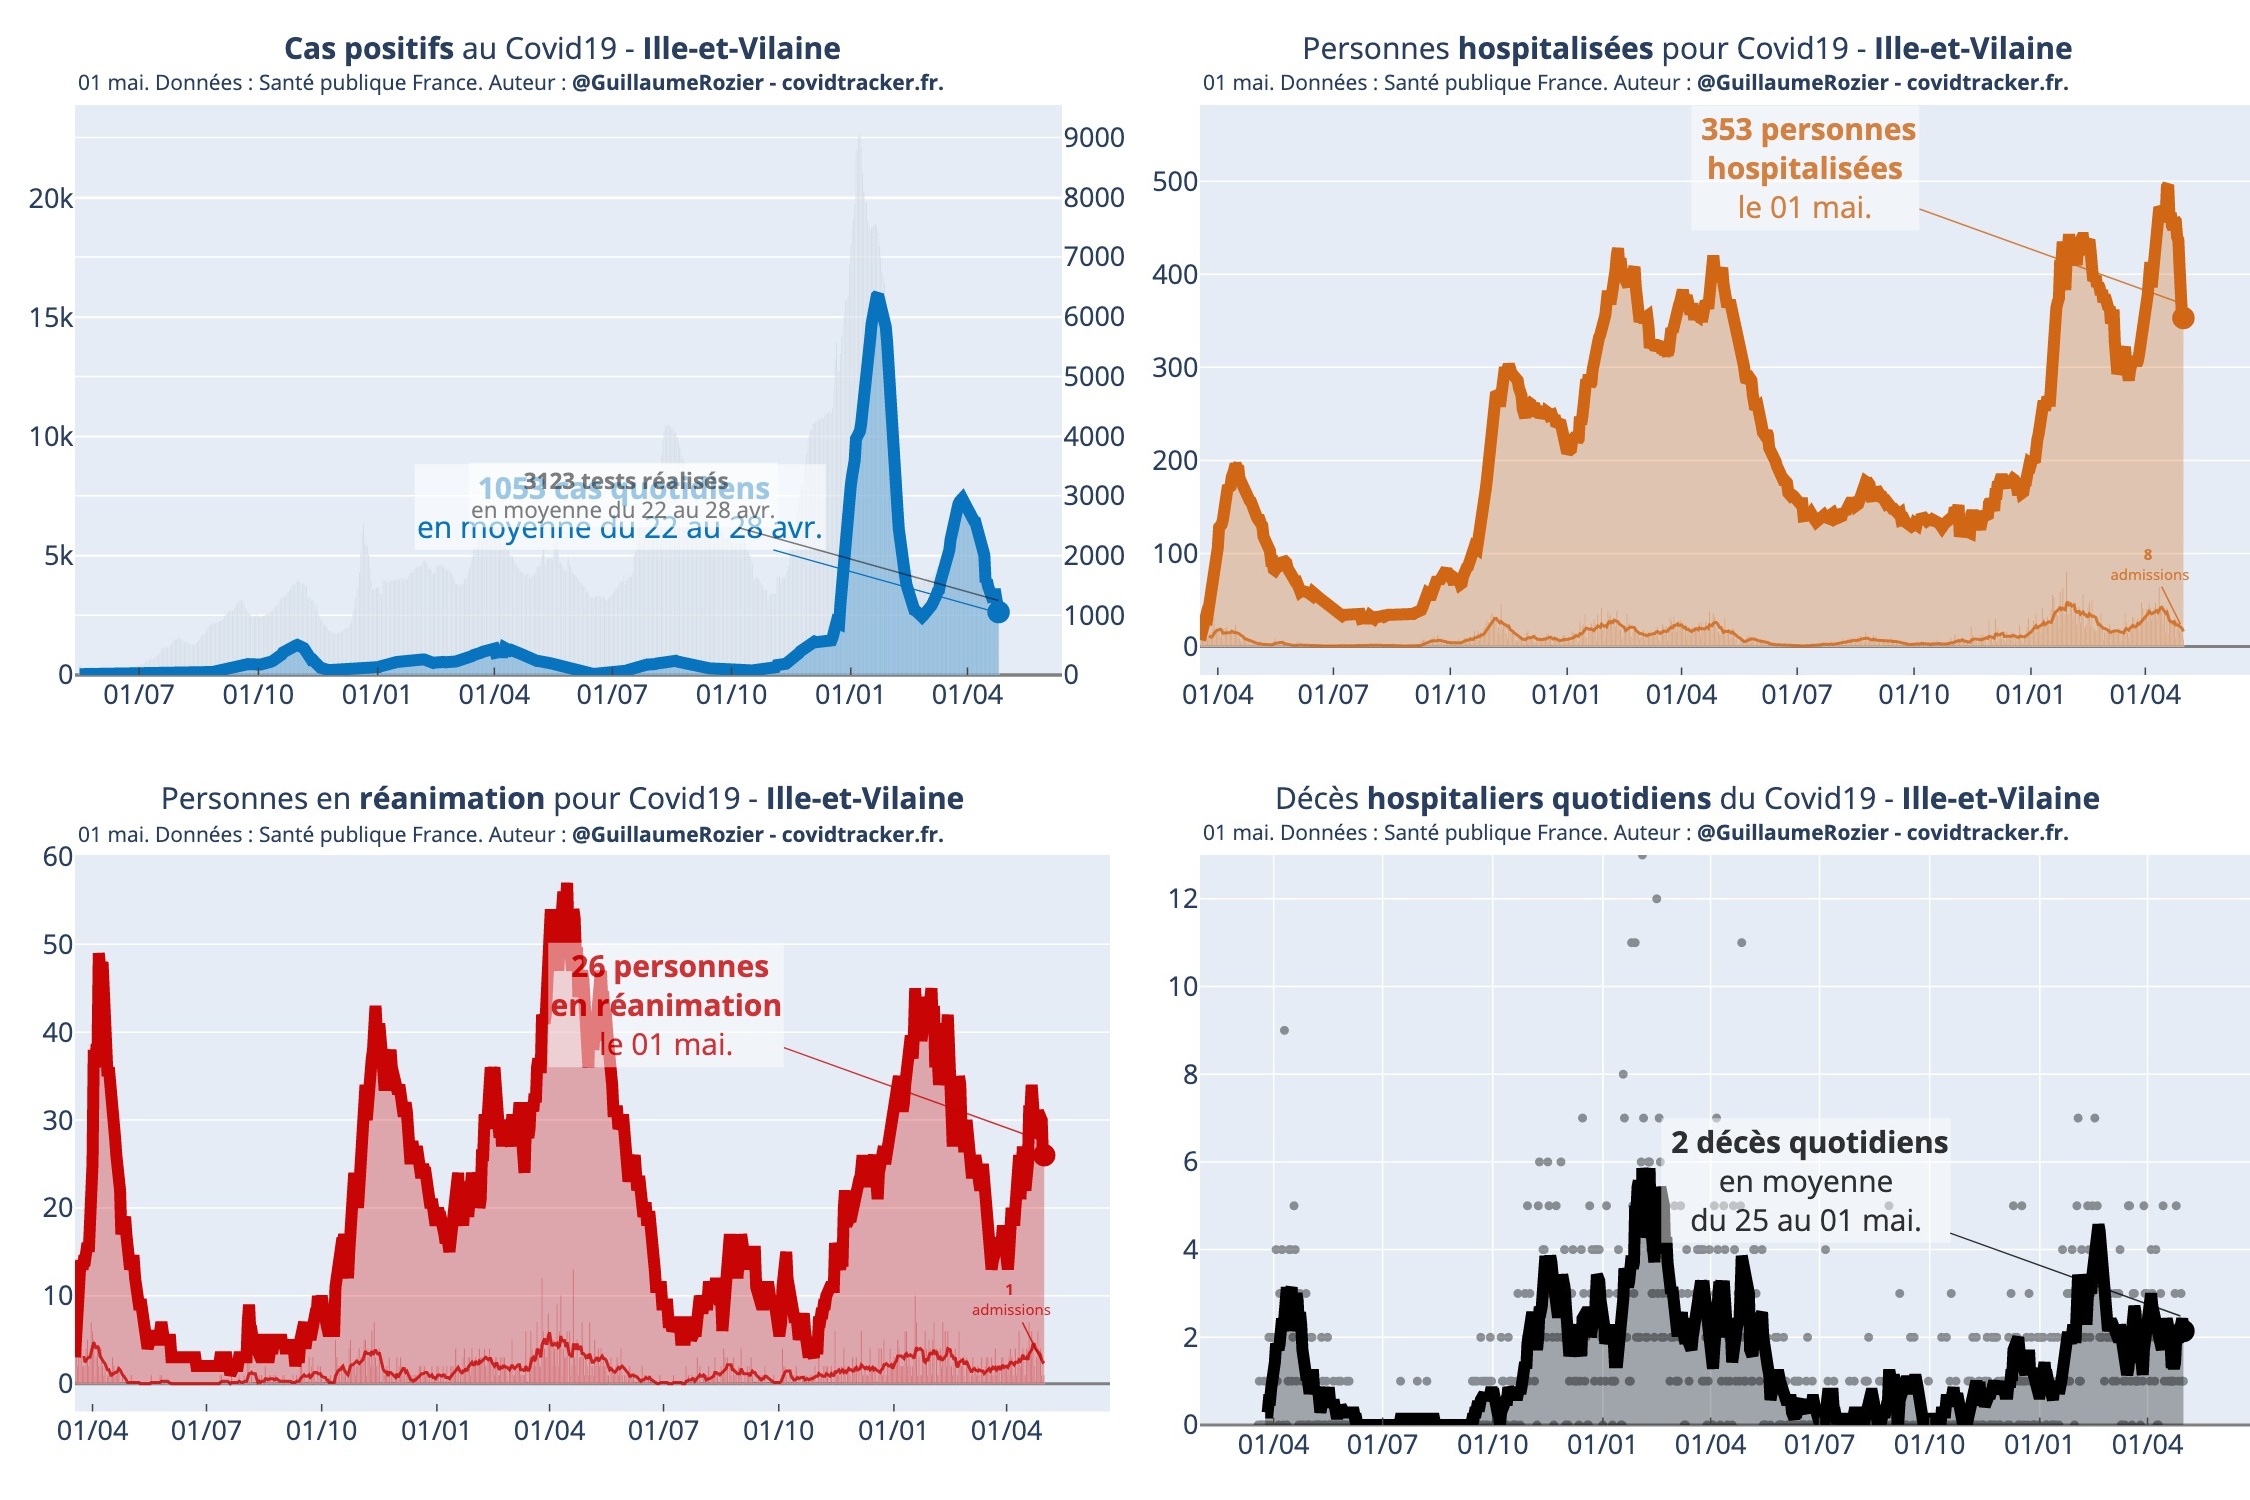 Cas positifs au Covid19 - Ille-et-Vilaine
01 mai. Données : Santé publique France. Auteur : @GuillaumeRozier - covidtracker.fr.
20k
15k
10k
5k
0
9000
8000
7000
6000
5000
4000
3000
2000
1000
0
3123 tests réalisés
en moyenne du 22 au 28 avr.
1053 cas quotidiens
en moyenne du 22 au 28 avr.
01/07 01/10 01/01 01/04 01/07 01/10 01/01 01/04
Personnes hospitalisées pour Covid19 - Ille-et-Vilaine
01 mai. Données : Santé publique France. Auteur : @GuillaumeRozier - covidtracker.fr.
500
400
300
200
100
0
353 personnes
hospitalisées
le 01 mai.
8
admissions
01/04 01/07 01/10 01/01 01/04 01/07 01/10 01/01 01/04
Personnes en réanimation pour Covid19 - Ille-et-Vilaine
01 mai. Données : Santé publique France. Auteur : @GuillaumeRozier - covidtracker.fr.
60
50
40
30
20
10
0
26 personnes
en réanimation
le 01 mai.
1
admissions
01/04 01/07 01/10 01/01 01/04 01/07 01/10 01/01 01/04
Décès hospitaliers quotidiens du Covid19 - Ille-et-Vilaine
01 mai. Données : Santé publique France. Auteur : @GuillaumeRozier - covidtracker.fr.
12
10
8
6
4
2
0
2 décès quotidiens
en moyenne
du 25 au 01 mai.
01/04 01/07 01/10 01/01 01/04 01/07 01/10 01/01 01/04